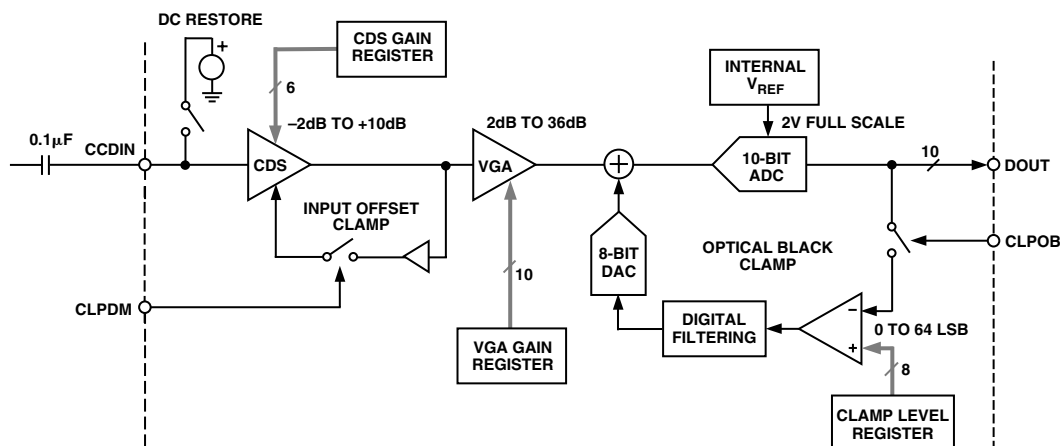 DC RESTORE
+
CDS GAIN
REGISTER
6
–2dB TO +10dB
0.1µF
CCDIN
CDS
INPUT OFFSET
CLAMP
CLPDM
2dB TO 36dB
VGA
10
VGA GAIN
REGISTER
INTERNAL
VREF
2V FULL SCALE
10-BIT
ADC
10
DOUT
CLPOB
8-BIT
DAC
OPTICAL BLACK
CLAMP
DIGITAL
FILTERING
–
+
0 TO 64 LSB
8
CLAMP LEVEL
REGISTER